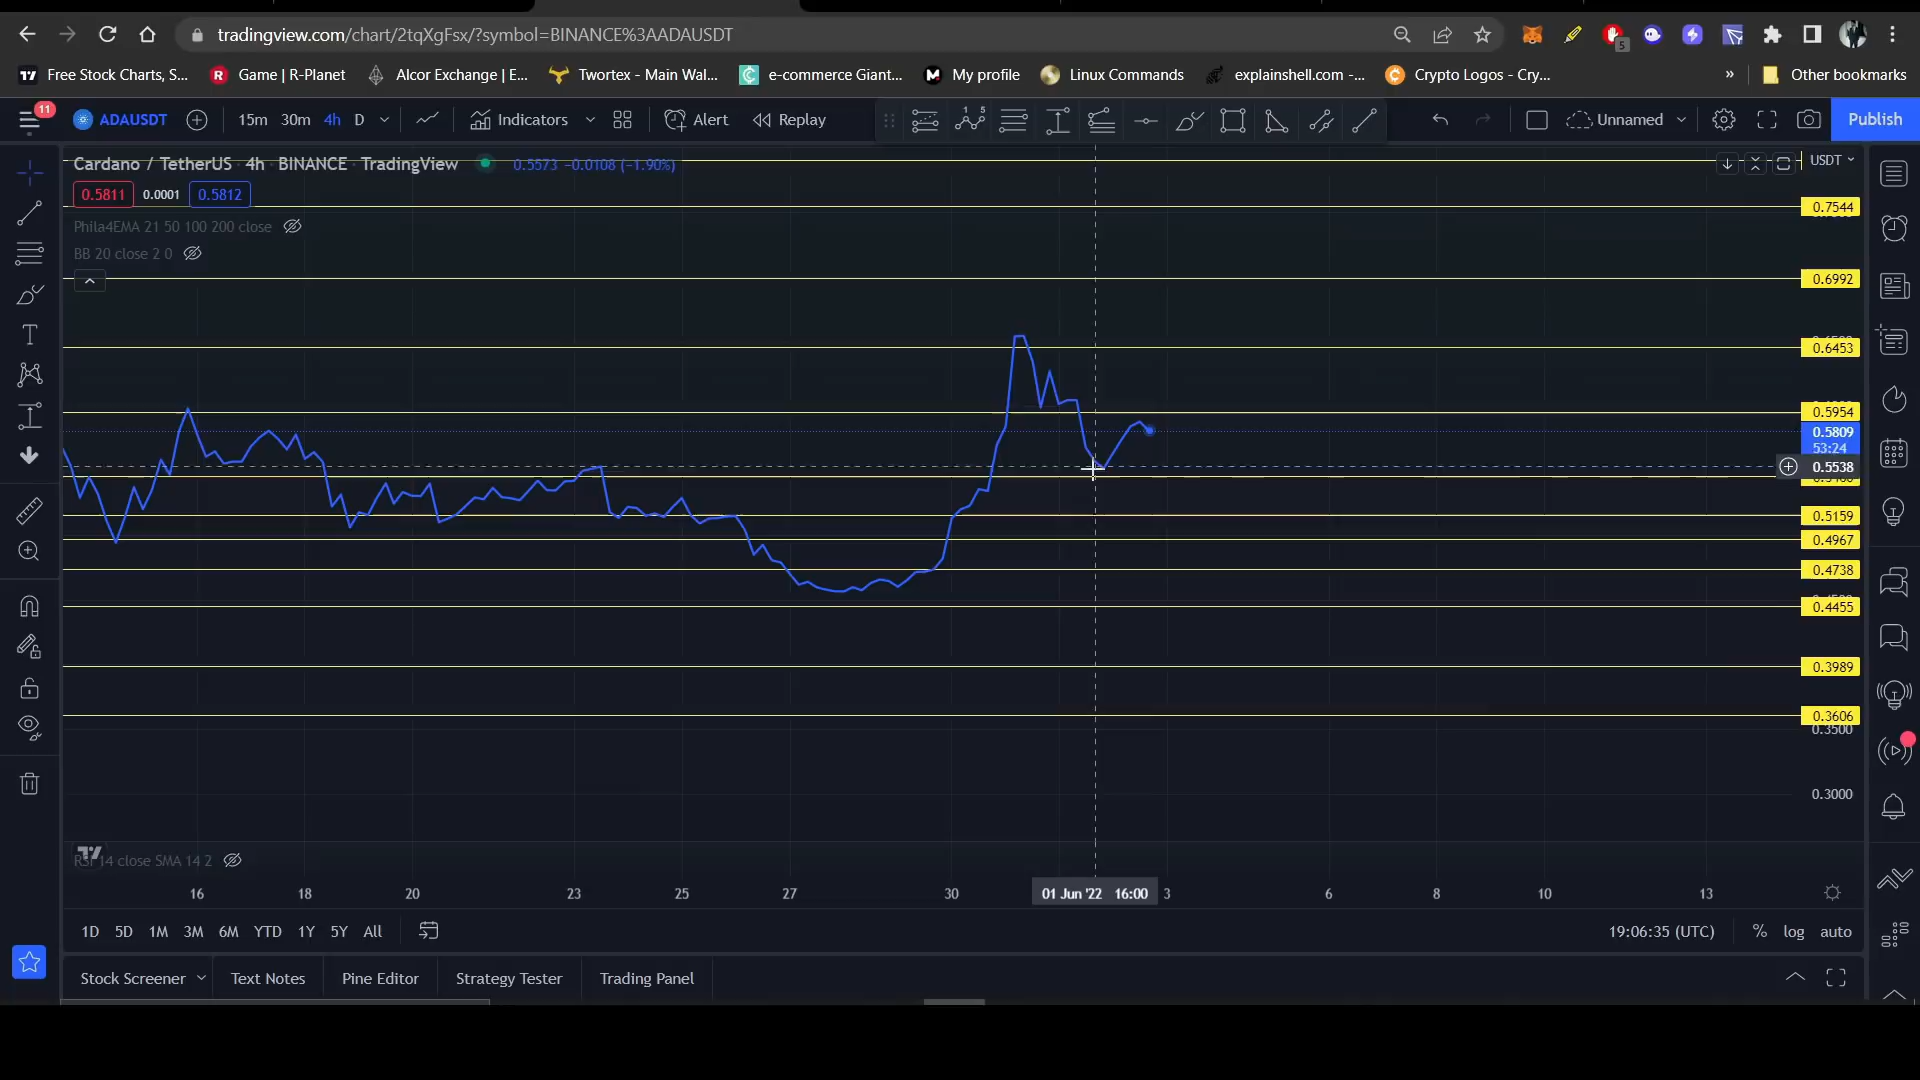 tradingview.com/chart/2tqXgFsx/?symbol=BINANCE%3AADAUSDT
5
Free Stock Charts, S...
Game | R-Planet
Alcor Exchange | E...
Twortex - Main Wal...
e-commerce Giant...
My profile
Linux Commands
explainshell.com -...
Crypto Logos - Cry...
»
Other bookmarks
11
ADAUSDT
15m 30m 4h D
Indicators
Alert
Replay
Unnamed
Publish
Cardano / TetherUS · 4h · BINANCE · TradingView
0.5573 −0.0108 (−1.90%)
USDT
0.5811 0.0001 0.5812
0.7544
Phila4EMA 21 50 100 200 close
BB 20 close 2 0
0.6992
0.6453
0.5954
0.5809
53:24
0.5538
0.5159
0.4967
0.4738
0.4455
0.3989
0.3606
0.3500
0.3000
RSI 14 close SMA 14 2
16 18 20 23 25 27 30 01 Jun '22 16:00 3 6 8 10 13
1D 5D 1M 3M 6M YTD 1Y 5Y All
19:06:35 (UTC) % log auto
Stock Screener Text Notes Pine Editor Strategy Tester Trading Panel